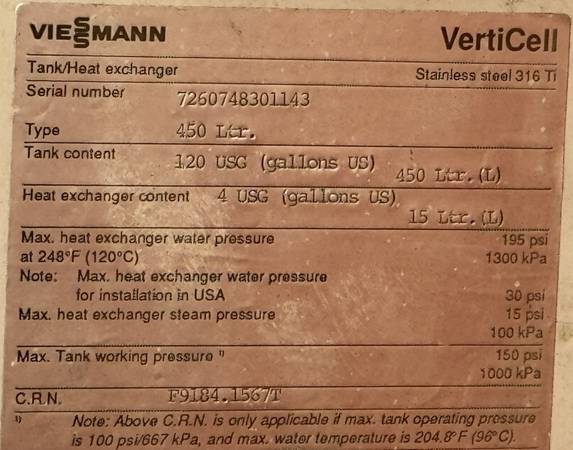 VIESSMANN VertiCell
Tank/Heat exchanger Stainless steel 316 Ti
Serial number 7260748301143
Type 450 Ltr.
Tank content 120 USG (gallons US) 450 Ltr.(L)
Heat exchanger content 4 USG (gallons US)
15 Ltr.(L)
Max. heat exchanger water pressure 195 psi
at 248°F (120°C) 1300 kPa
Note: Max. heat exchanger water pressure
for installation in USA 30 psi
Max. heat exchanger steam pressure 15 psi
100 kPa
Max. Tank working pressure ¹⁾ 150 psi
1000 kPa
C.R.N. F9184.1567T
¹⁾ Note: Above C.R.N. is only applicable if max. tank operating pressure
is 100 psi/667 kPa, and max. water temperature is 204.8°F (96°C).